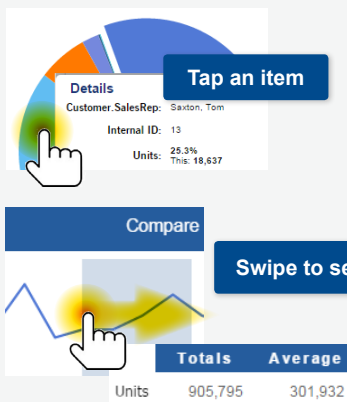 Tap an item
Details
Customer.SalesRep: Saxton, Tom
Internal ID: 13
Units: 25.3%
This: 18,637
Compare
Swipe to se
Totals Average
Units 905,795 301,932